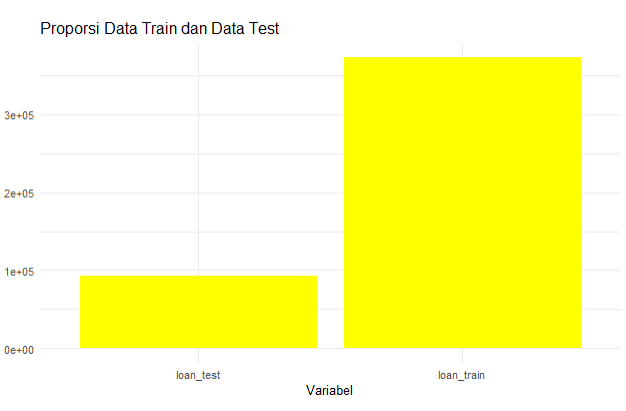 Proporsi Data Train dan Data Test
3e+05
2e+05
1e+05
0e+00
loan_test loan_train
Variabel